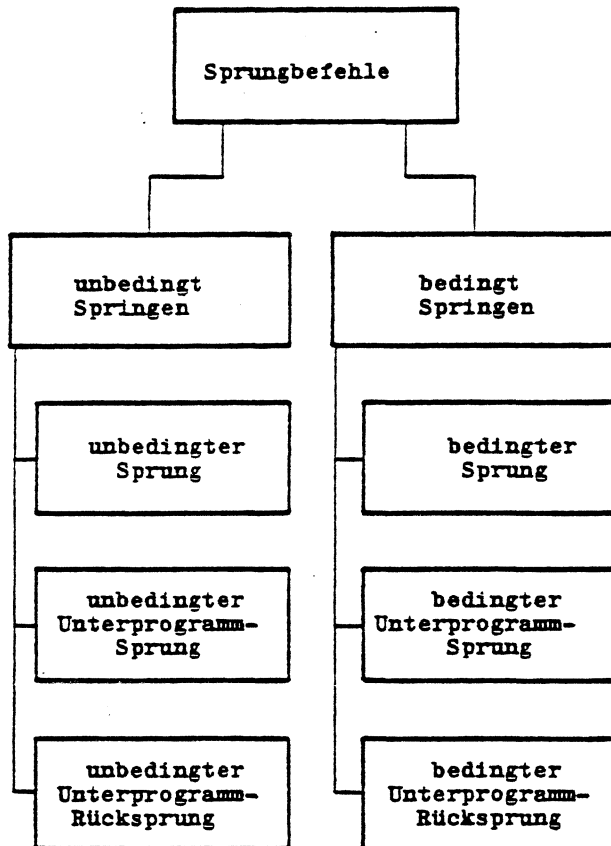 Sprungbefehle
unbedingt
Springen
bedingt
Springen
unbedingter
Sprung
bedingter
Sprung
unbedingter
Unterprogramm-
Sprung
bedingter
Unterprogramm-
Sprung
unbedingter
Unterprogramm-
Rücksprung
bedingter
Unterprogramm-
Rücksprung